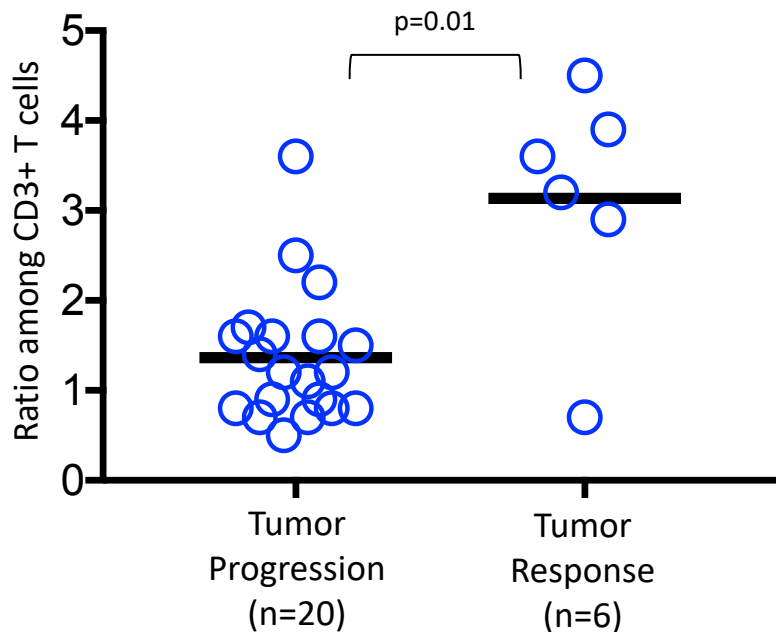 p=0.01
Ratio among CD3+ T cells
5
4
3
2
1
0
Tumor
Progression
(n=20)
Tumor
Response
(n=6)